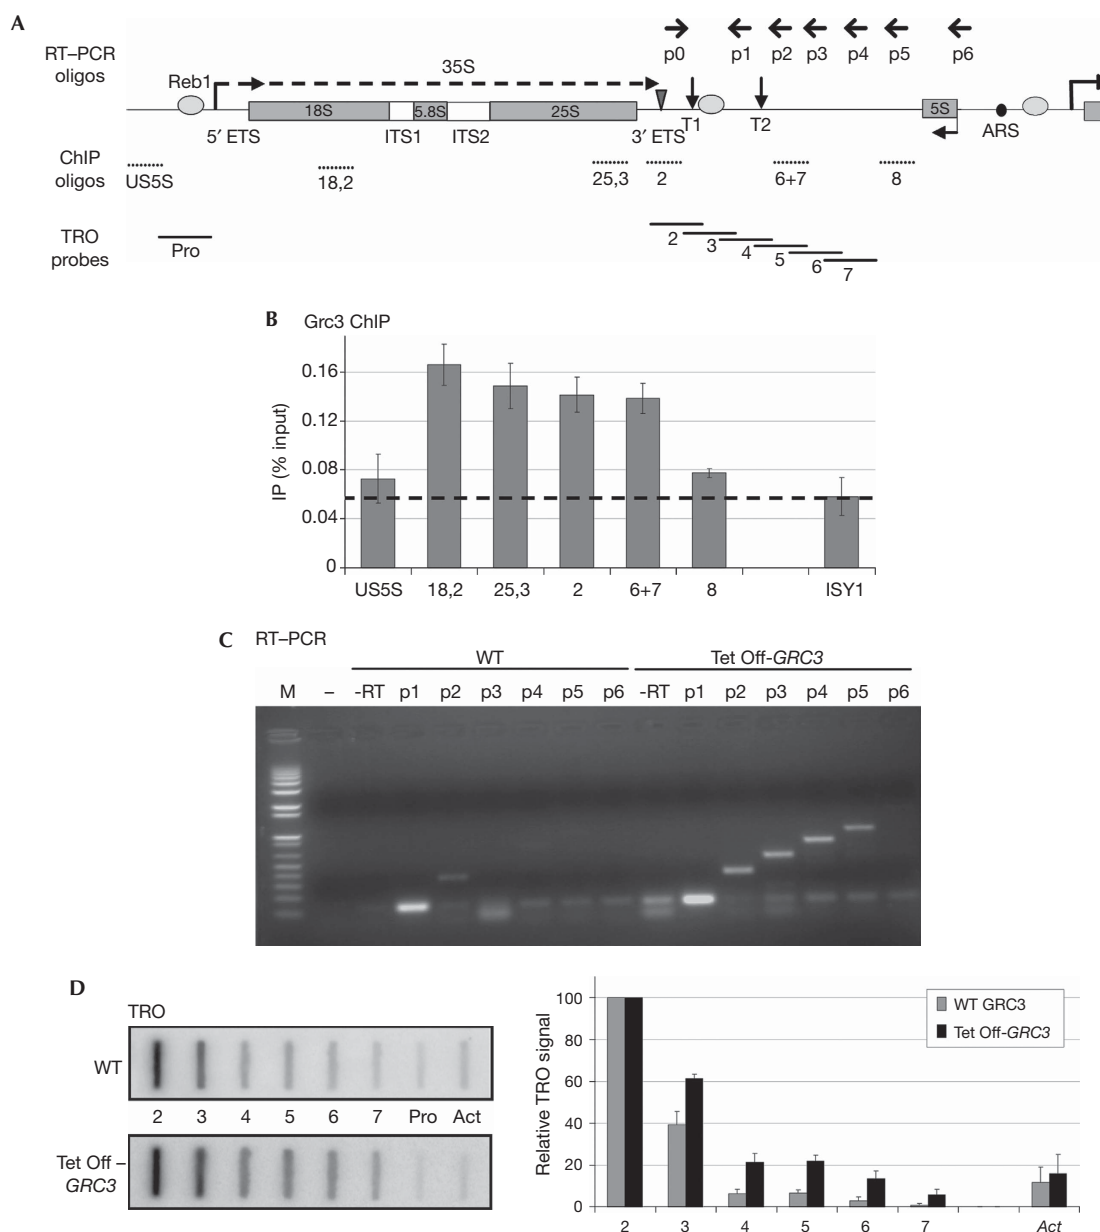 A
RT–PCR
oligos
p0 p1 p2 p3 p4 p5 p6
Reb1
35S
18S 5.8S 25S 5S
5′ ETS ITS1 ITS2 3′ ETS T1 T2 ARS
ChIP
oligos
US5S 18,2 25,3 2 6+7 8
TRO
probes
Pro 2 3 4 5 6 7
B Grc3 ChIP
IP (% input)
0.16
0.12
0.08
0.04
0
US5S 18,2 25,3 2 6+7 8 ISY1
C RT–PCR
WT Tet Off-GRC3
M – -RT p1 p2 p3 p4 p5 p6 -RT p1 p2 p3 p4 p5 p6
D
TRO
WT
2 3 4 5 6 7 Pro Act
Tet Off –
GRC3
Relative TRO signal
100
80
60
40
20
0
WT GRC3
Tet Off-GRC3
2 3 4 5 6 7 Act